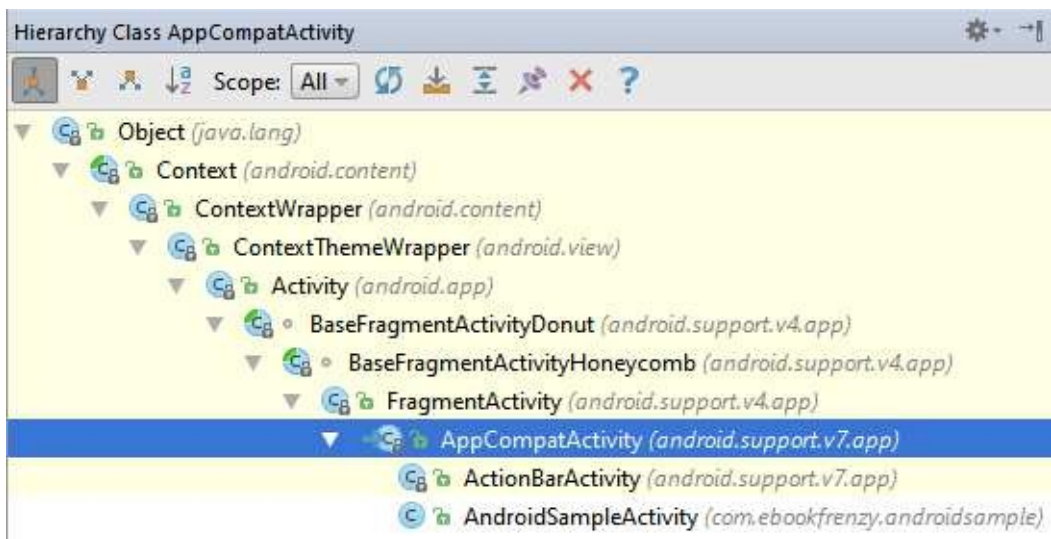 Hierarchy Class AppCompatActivity
Scope: All
Object (java.lang)
Context (android.content)
ContextWrapper (android.content)
ContextThemeWrapper (android.view)
Activity (android.app)
BaseFragmentActivityDonut (android.support.v4.app)
BaseFragmentActivityHoneycomb (android.support.v4.app)
FragmentActivity (android.support.v4.app)
AppCompatActivity (android.support.v7.app)
ActionBarActivity (android.support.v7.app)
AndroidSampleActivity (com.ebookfrenzy.androidsample)